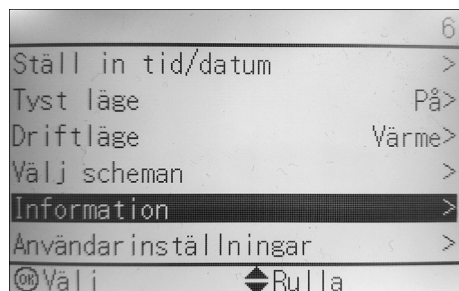 6
Ställ in tid/datum >
Tyst läge På>
Driftläge Värme>
Välj scheman >
Information >
Användarinställningar >
OK Välj Rulla